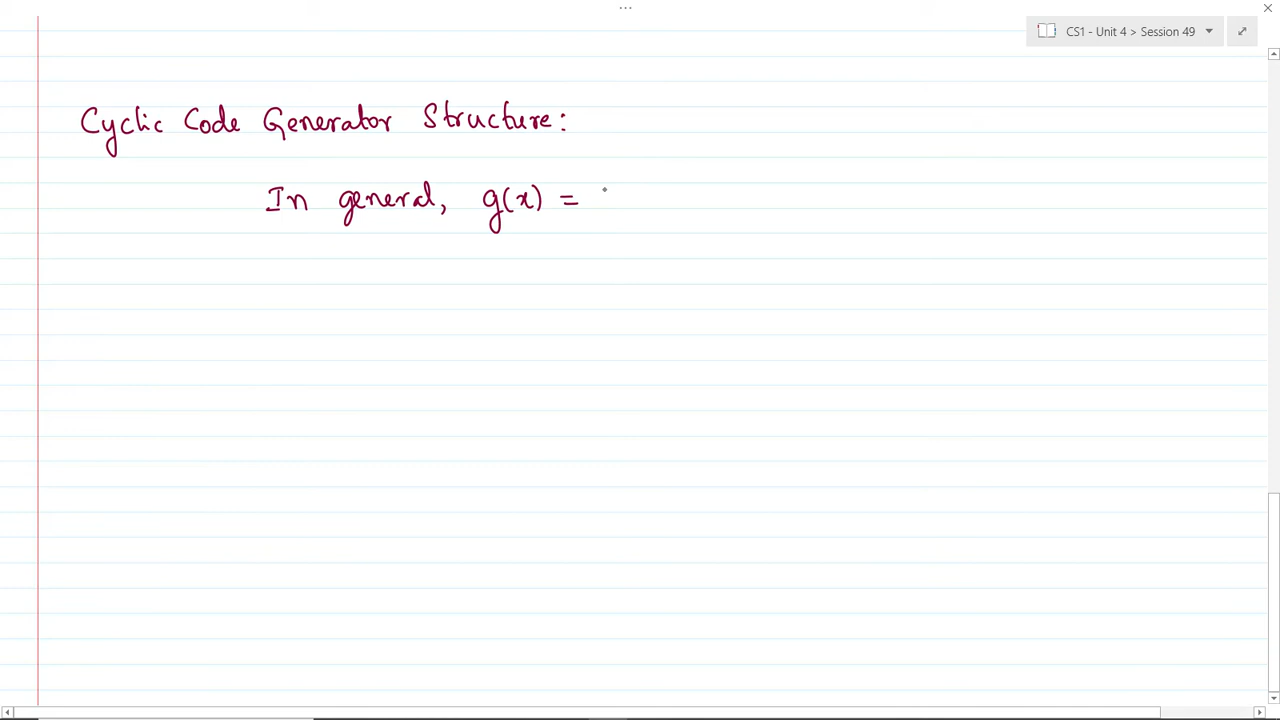 CS1 - Unit 4 > Session 49
Cyclic Code Generator Structure:
In general, g(x) =